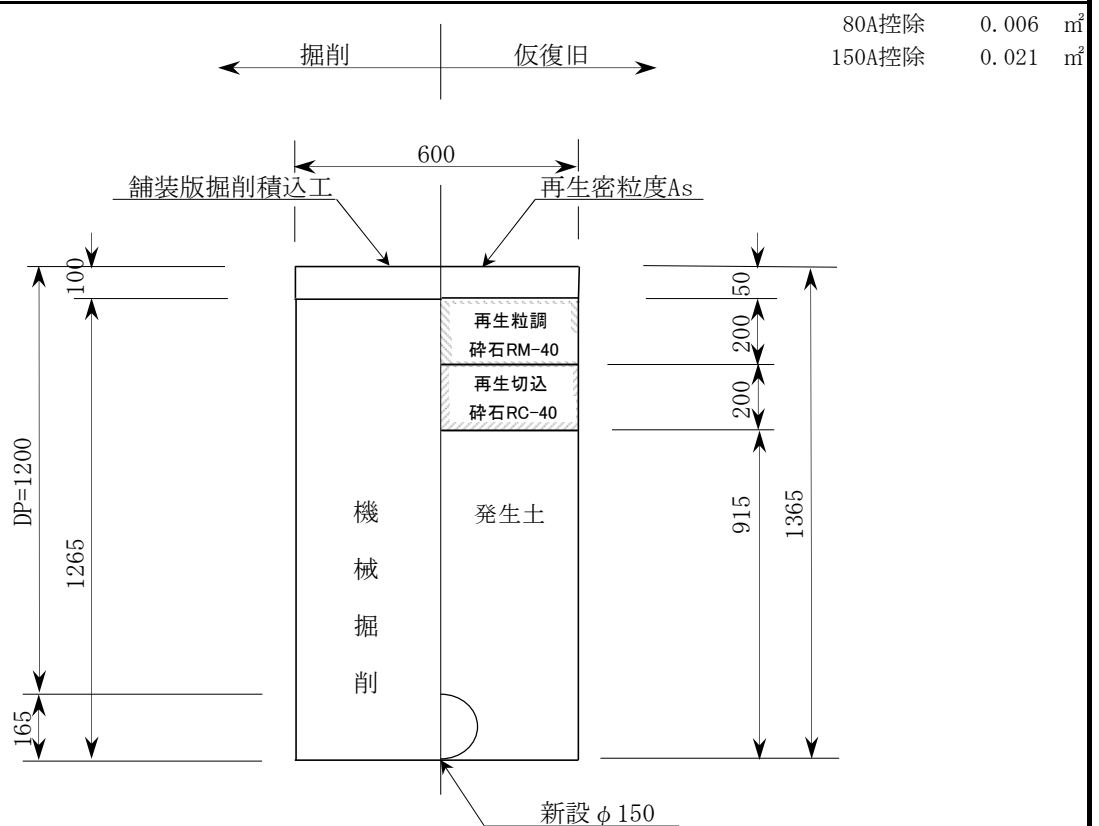 80A控除 0.006 ㎡
150A控除 0.021 ㎡
掘削 仮復旧
600
舗装版掘削積込工 再生密粒度As
100
50
再生粒調
砕石RM-40
200
再生切込
砕石RC-40
200
DP=1200
1265
機械掘削
発生土
915
1365
165
新設φ150